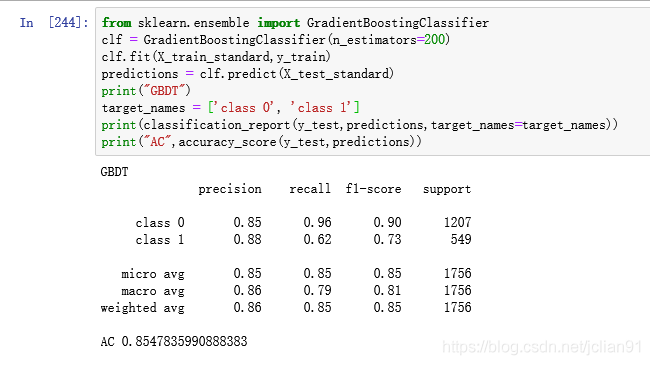 In [244]: from sklearn.ensemble import GradientBoostingClassifier
clf = GradientBoostingClassifier(n_estimators=200)
clf.fit(X_train_standard,y_train)
predictions = clf.predict(X_test_standard)
print("GBDT")
target_names = ['class 0', 'class 1']
print(classification_report(y_test,predictions,target_names=target_names))
print("AC",accuracy_score(y_test,predictions))
GBDT
precision recall f1-score support
class 0 0.85 0.96 0.90 1207
class 1 0.88 0.62 0.73 549
micro avg 0.85 0.85 0.85 1756
macro avg 0.86 0.79 0.81 1756
weighted avg 0.86 0.85 0.85 1756
AC 0.8547835990888383
https://blog.csdn.net/jclian91